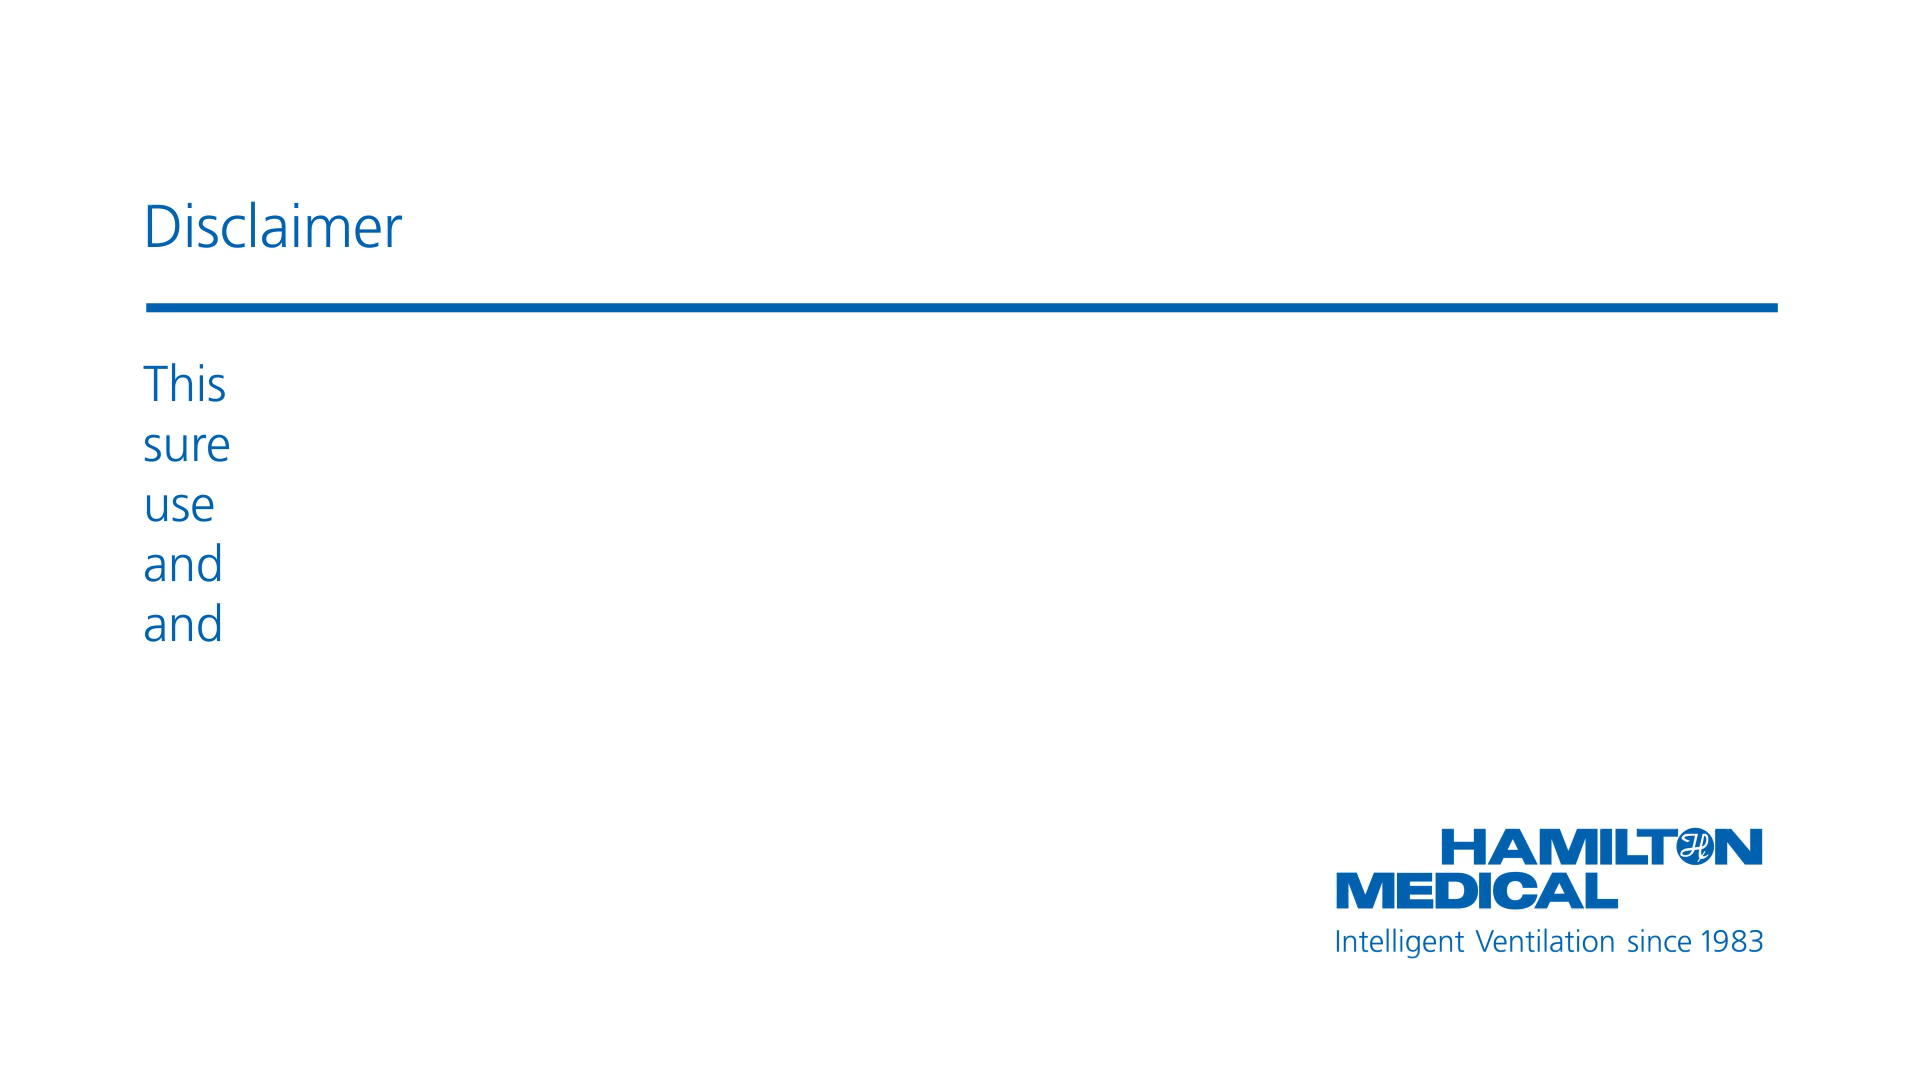 Disclaimer
This
sure
use
and
and
HAMILTON
MEDICAL
Intelligent Ventilation since 1983